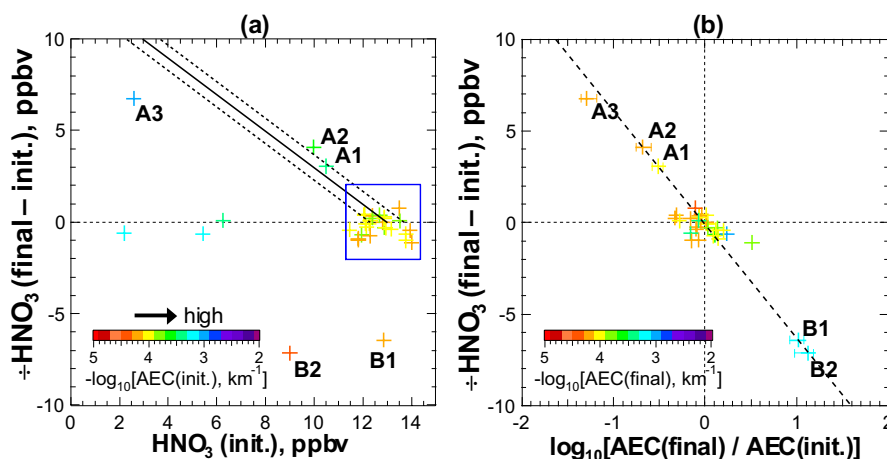 (a)
(b)
÷HNO3 (final – init.), ppbv
10
5
0
-5
-10
A3
A2
A1
B2
B1
high
5 4 3 2
-log10[AEC(init.), km-1]
0 2 4 6 8 10 12 14
HNO3 (init.), ppbv
÷HNO3 (final – init.), ppbv
10
5
0
-5
-10
A3
A2
A1
B1
B2
5 4 3 2
-log10[AEC(final), km-1]
-2 -1 0 1 2
log10[AEC(final) / AEC(init.)]